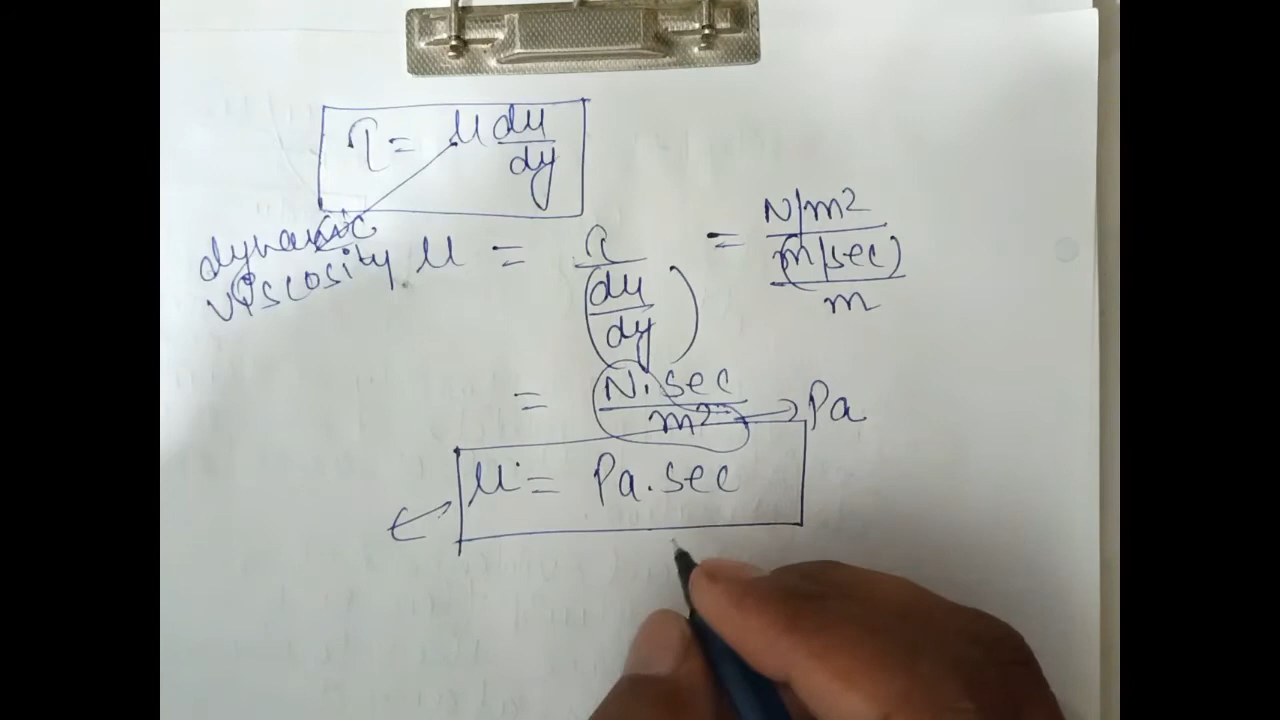 τ = μ du/dy
dynamic
viscosity μ = τ/(du/dy) = N/m²/(m/sec)/m
= N.sec/m² → Pa
μ = Pa.sec